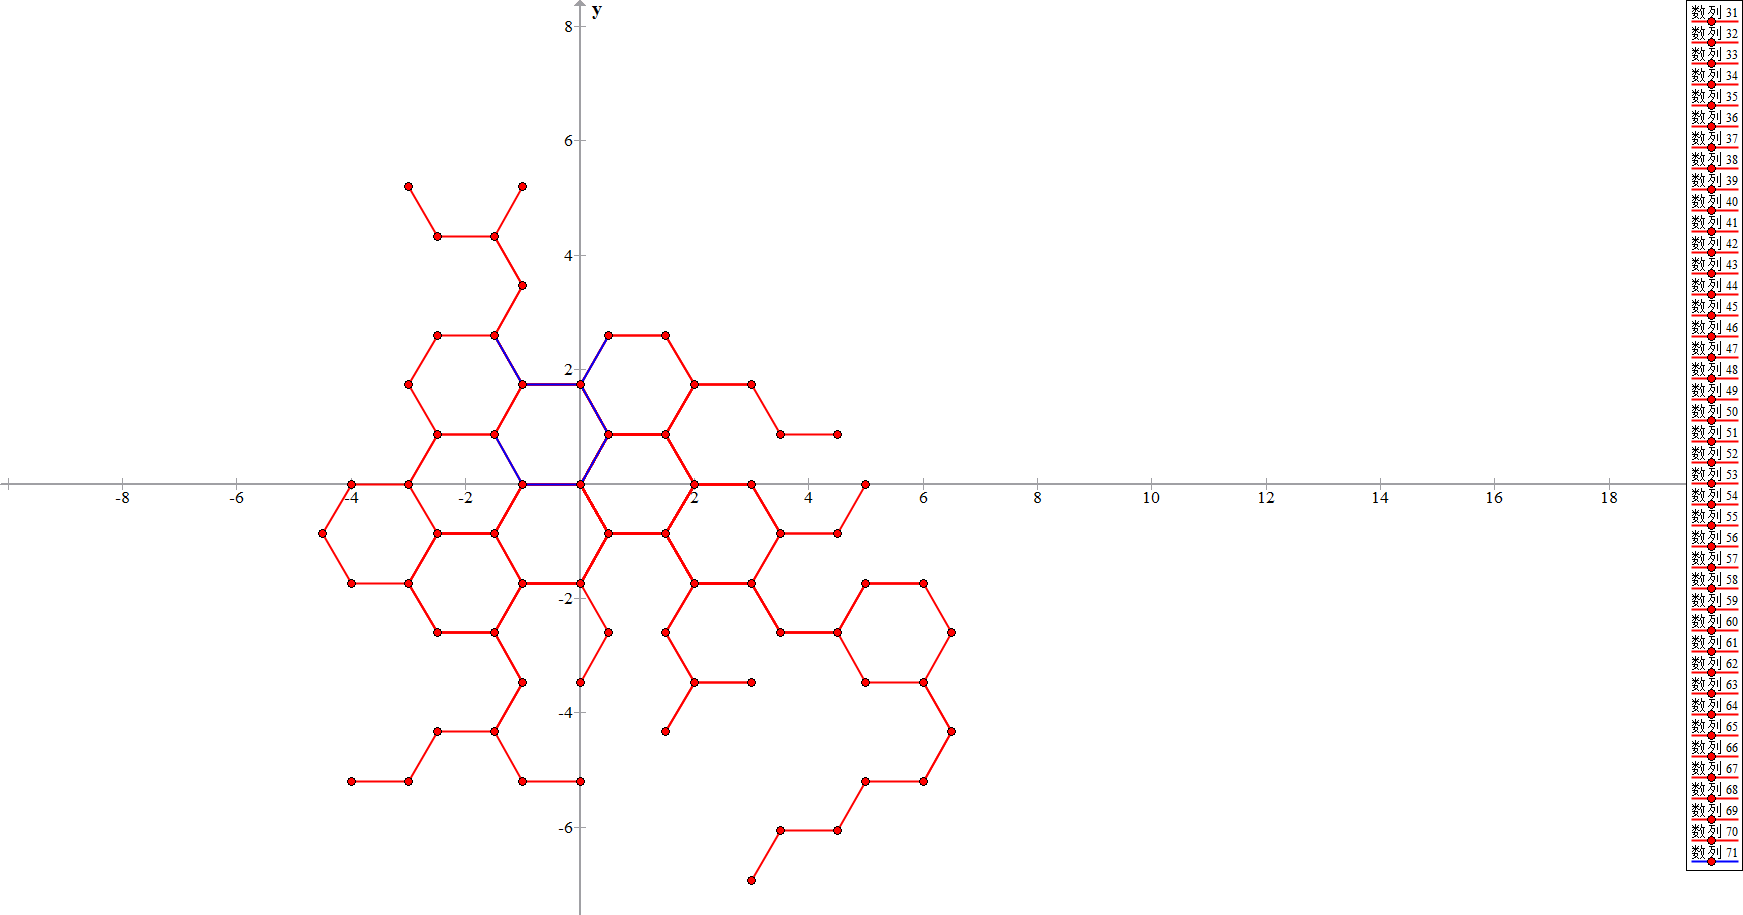 y
8
6
4
2
-8
-6
-4
-2
2
4
6
8
10
12
14
16
18
-2
-4
-6
数列 31
数列 32
数列 33
数列 34
数列 35
数列 36
数列 37
数列 38
数列 39
数列 40
数列 41
数列 42
数列 43
数列 44
数列 45
数列 46
数列 47
数列 48
数列 49
数列 50
数列 51
数列 52
数列 53
数列 54
数列 55
数列 56
数列 57
数列 58
数列 59
数列 60
数列 61
数列 62
数列 63
数列 64
数列 65
数列 66
数列 67
数列 68
数列 69
数列 70
数列 71